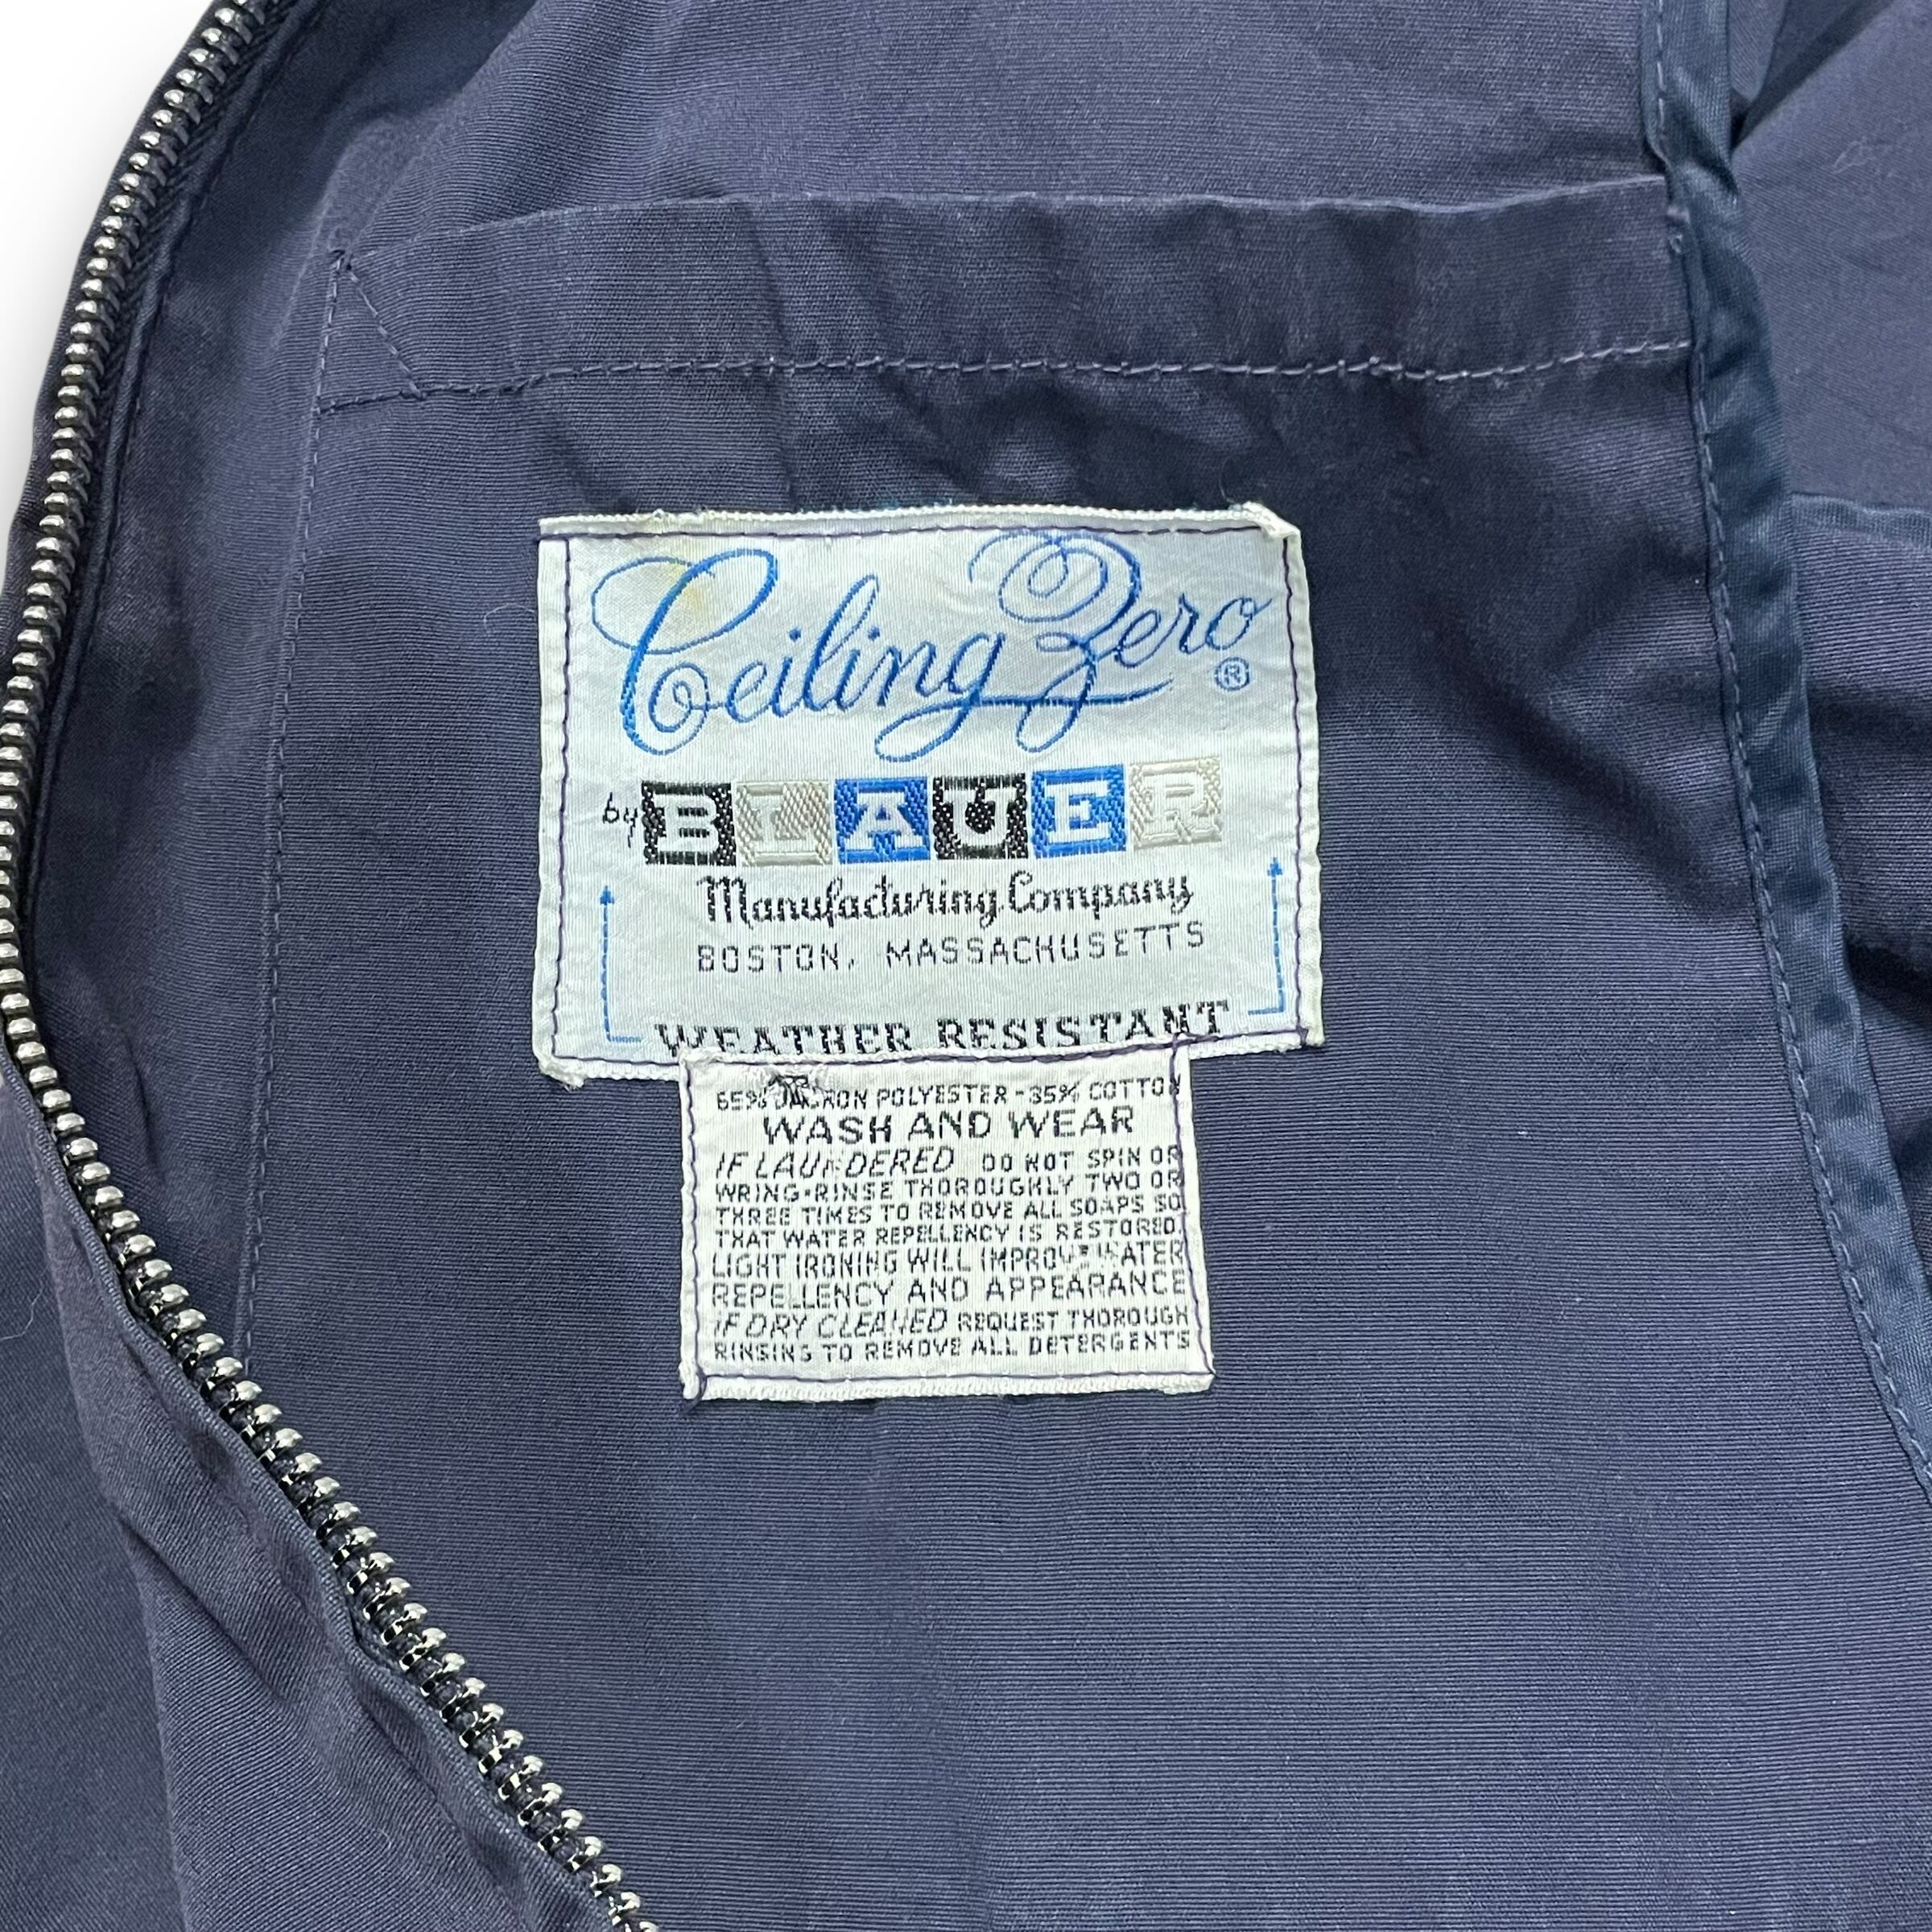 Ceiling Zero ®
by BLAUER
Manufacturing Company
BOSTON, MASSACHUSETTS
WEATHER RESISTANT
65% DACRON POLYESTER - 35% COTTON
WASH AND WEAR
IF LAUNDERED DO NOT SPIN OR
WRING-RINSE THOROUGHLY TWO OR
THREE TIMES TO REMOVE ALL SOAPS SO
THAT WATER REPELLENCY IS RESTORED.
LIGHT IRONING WILL IMPROVE WATER
REPELLENCY AND APPEARANCE
IF DRY CLEANED REQUEST THOROUGH
RINSING TO REMOVE ALL DETERGENTS